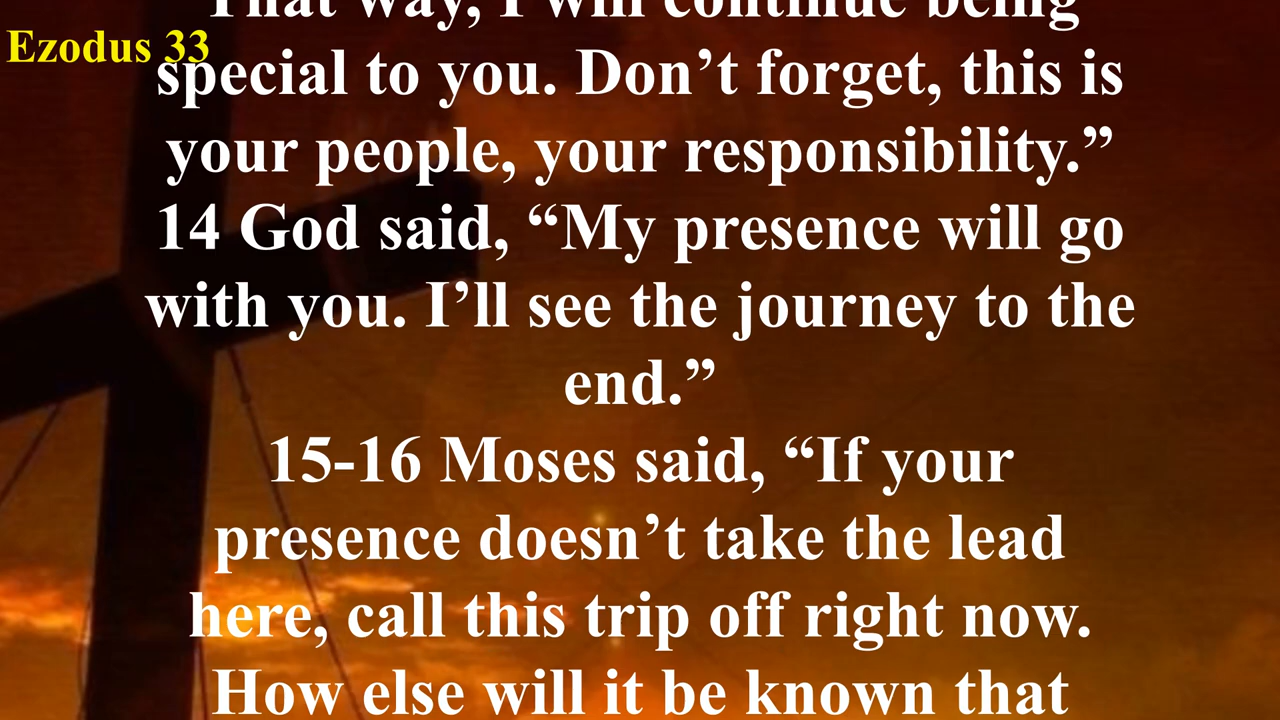 That way, I will continue being
Ezodus 33
special to you. Don’t forget, this is
your people, your responsibility.”
14 God said, “My presence will go
with you. I’ll see the journey to the
end.”
15-16 Moses said, “If your
presence doesn’t take the lead
here, call this trip off right now.
How else will it be known that